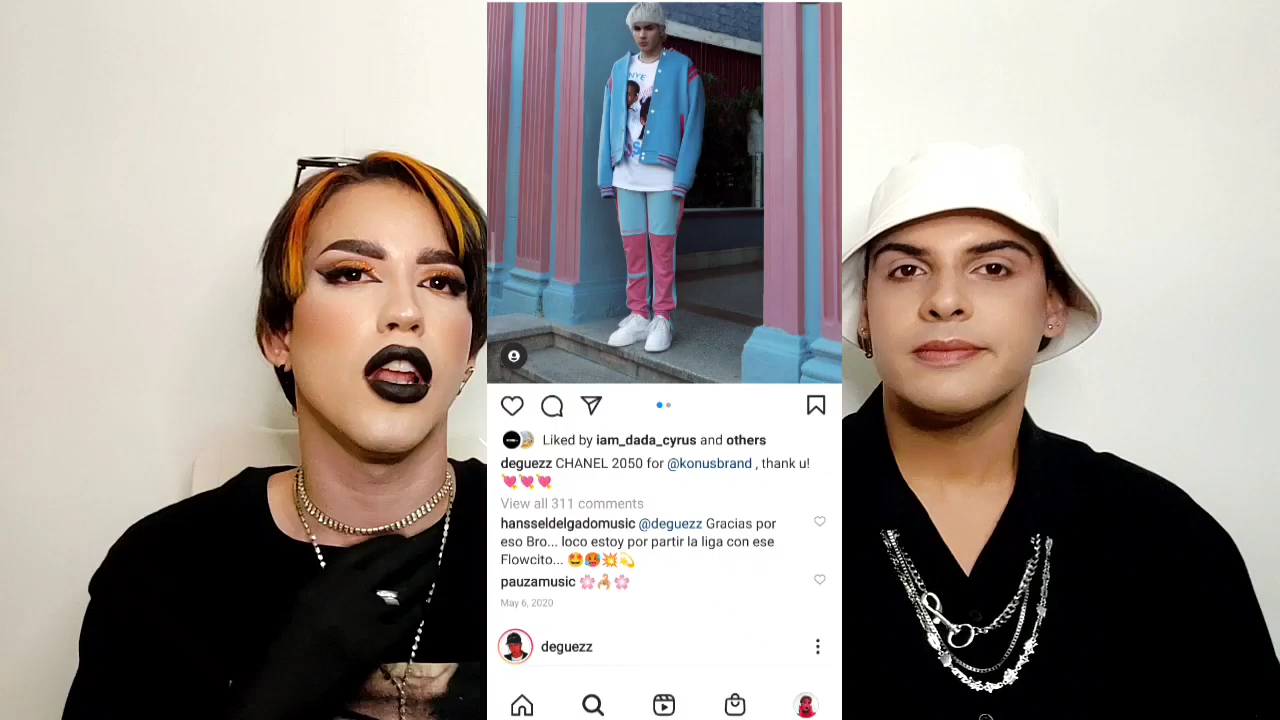 NYE
Liked by iam_dada_cyrus and others
deguezz CHANEL 2050 for @konusbrand , thank u!
💘💘💘
View all 311 comments
hansseldelgadomusic @deguezz Gracias por
eso Bro... loco estoy por partir la liga con ese
Flowcito... 🤩🥵💥💫
pauzamusic 🌸🦂🌸
May 6, 2020
deguezz